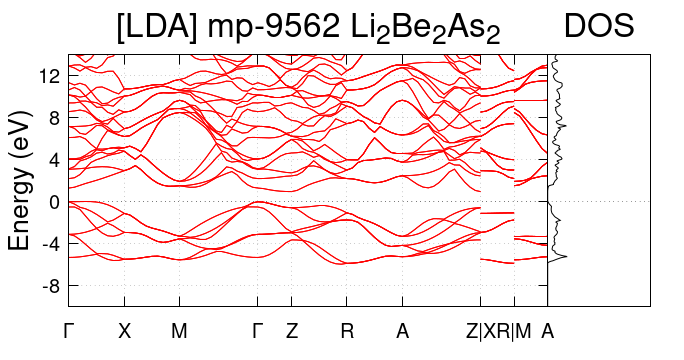 [LDA] mp-9562 Li₂Be₂As₂ DOS
Energy (eV)
12
8
4
0
-4
-8
Γ X M Γ Z R A Z|XR|M A